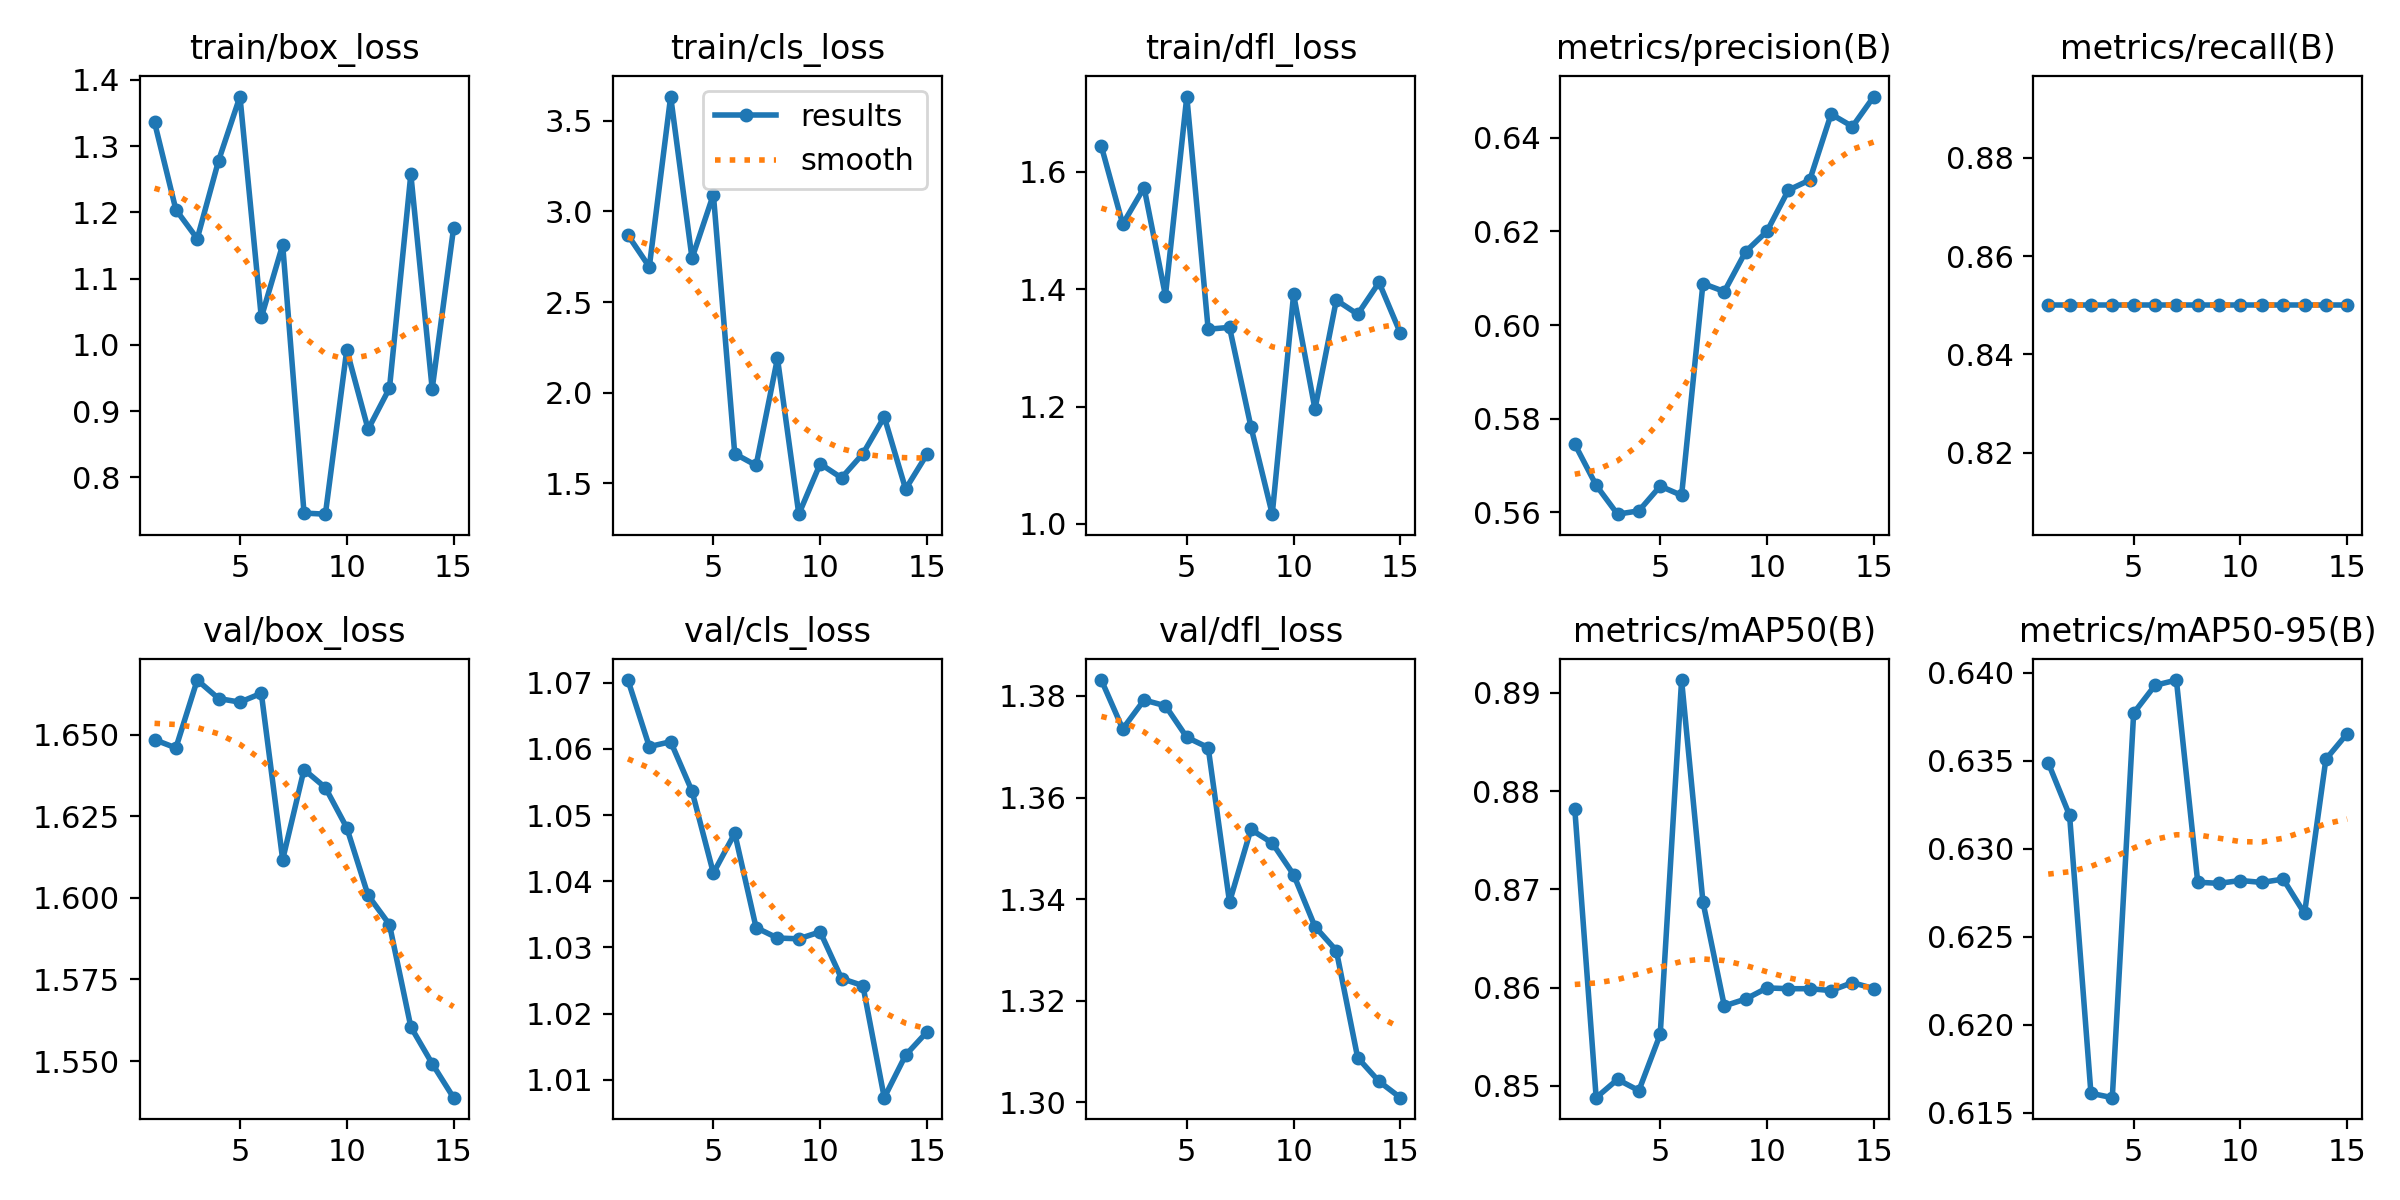 train/box_loss
train/cls_loss
train/dfl_loss
metrics/precision(B)
metrics/recall(B)
1.4
1.3
1.2
1.1
1.0
0.9
0.8
5 10 15
results
smooth
3.5
3.0
2.5
2.0
1.5
5 10 15
1.6
1.4
1.2
1.0
5 10 15
0.64
0.62
0.60
0.58
0.56
5 10 15
0.88
0.86
0.84
0.82
5 10 15
val/box_loss
val/cls_loss
val/dfl_loss
metrics/mAP50(B)
metrics/mAP50-95(B)
1.650
1.625
1.600
1.575
1.550
5 10 15
1.07
1.06
1.05
1.04
1.03
1.02
1.01
5 10 15
1.38
1.36
1.34
1.32
1.30
5 10 15
0.89
0.88
0.87
0.86
0.85
5 10 15
0.640
0.635
0.630
0.625
0.620
0.615
5 10 15